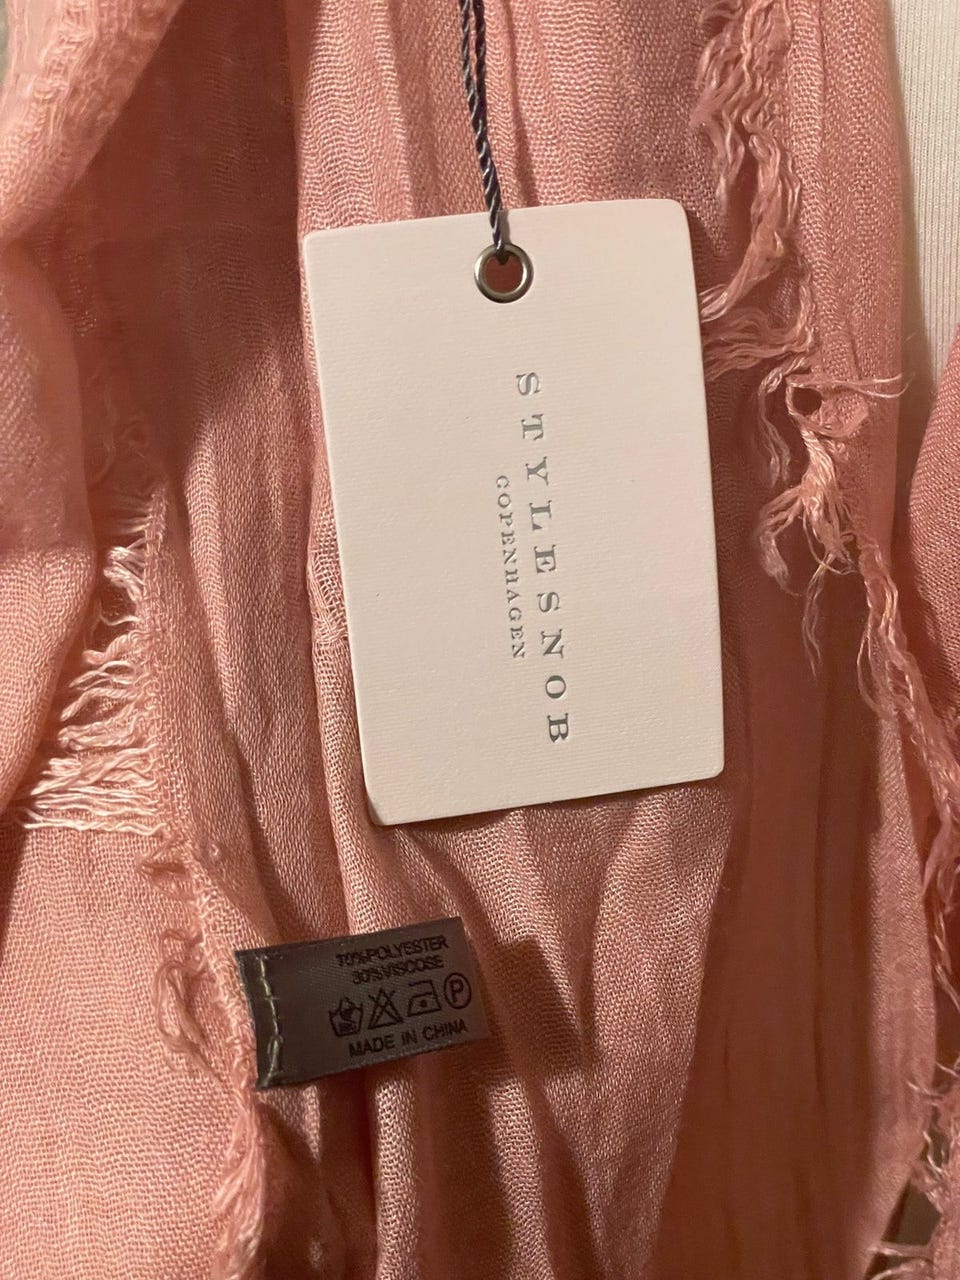 STYLESNOB
COPENHAGEN
70%POLYESTER
30%VISCOSE
P
MADE IN CHINA